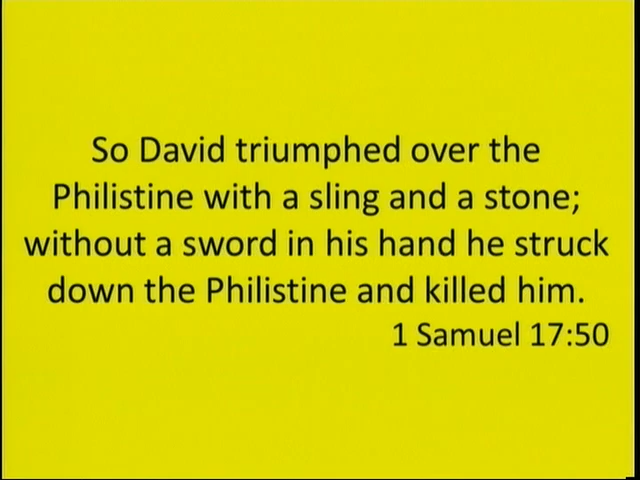 So David triumphed over the
Philistine with a sling and a stone;
without a sword in his hand he struck
down the Philistine and killed him.
1 Samuel 17:50